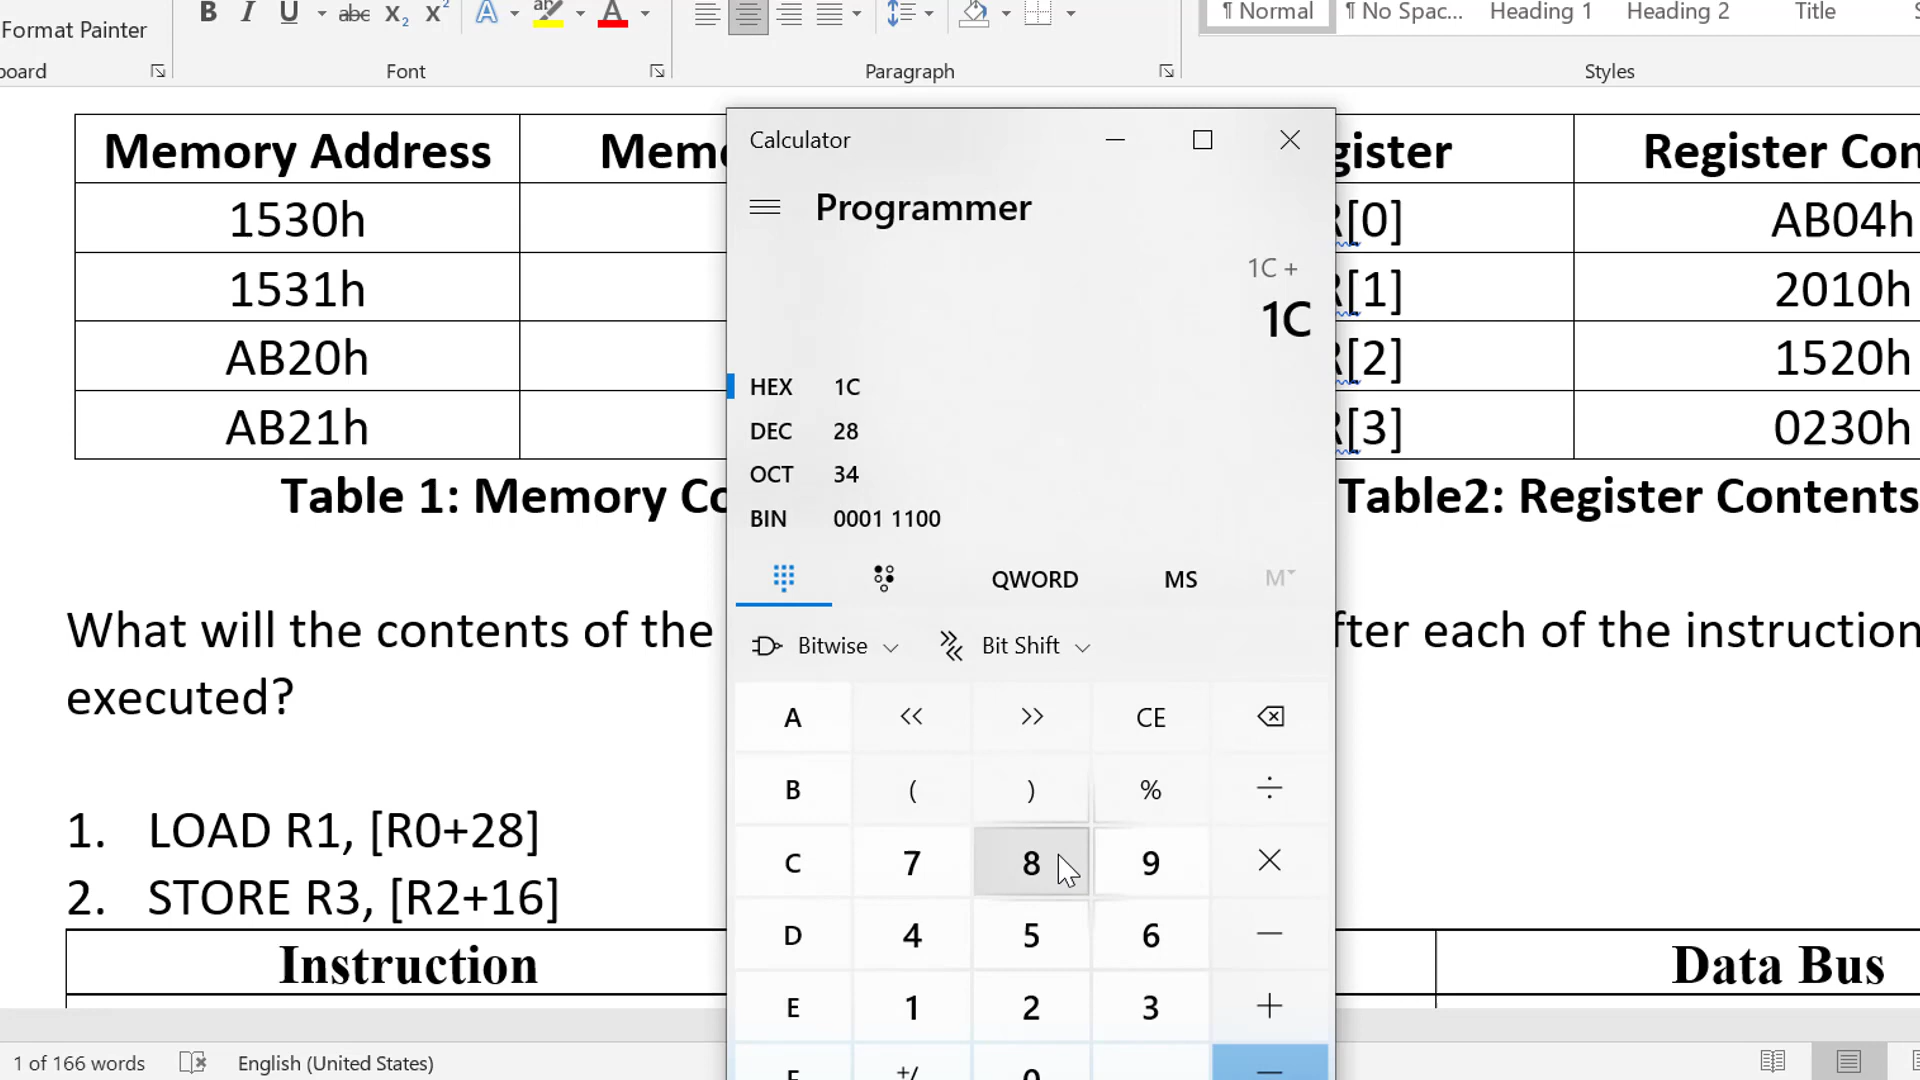 Format Painter
B I U abc X₂ X² A ab A
¶ Normal ¶ No Spac... Heading 1 Heading 2 Title
Font Paragraph Styles
Memory Address
1530h
1531h
AB20h
AB21h
Table 1: Memory
Calculator
Programmer
1C +
1C
HEX 1C
DEC 28
OCT 34
BIN 0001 1100
QWORD MS M
Bitwise Bit Shift
A << >> CE
B ( ) % ÷
C 7 8 9 ×
D 4 5 6 −
E 1 2 3 +
Register
[0] AB04h
[1] 2010h
[2] 1520h
[3] 0230h
Table2: Register Contents
What will the contents of the after each of the instruction
executed?
1. LOAD R1, [R0+28]
2. STORE R3, [R2+16]
Instruction Data Bus
1 of 166 words English (United States)